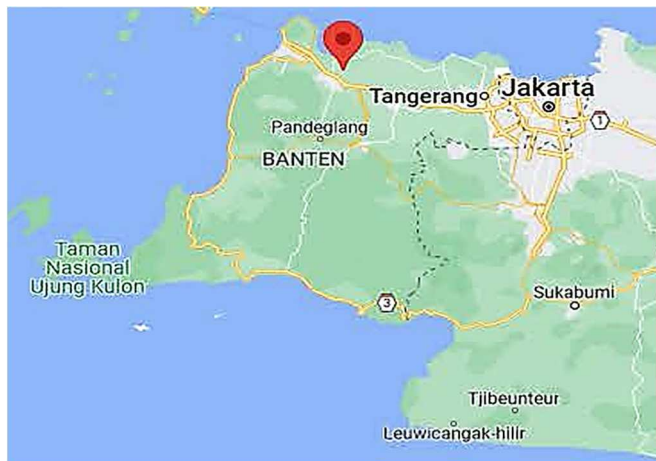 Jakarta
Tangerang
1
Pandeglang
BANTEN
Taman
Nasional
Ujung Kulon
3
Sukabumi
Tjibeunteur
Leuwicangak-hilir